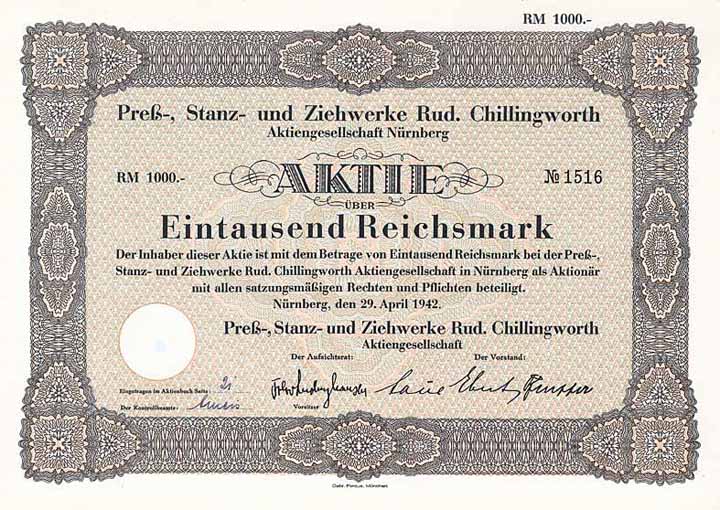 RM 1000.-
Preß-, Stanz- und Ziehwerke Rud. Chillingworth
Aktiengesellschaft Nürnberg
RM 1000.-
AKTIE
№ 1516
ÜBER
Eintausend Reichsmark
Der Inhaber dieser Aktie ist mit dem Betrage von Eintausend Reichsmark bei der Preß-,
Stanz- und Ziehwerke Rud. Chillingworth Aktiengesellschaft in Nürnberg als Aktionär
mit allen satzungsmäßigen Rechten und Pflichten beteiligt.
Nürnberg, den 29. April 1942.
Preß-, Stanz- und Ziehwerke Rud. Chillingworth
Aktiengesellschaft
Der Aufsichtsrat: Der Vorstand:
Eingetragen im Aktienbuch Seite:
Der Kontrollbeamte: Vorsitzer
Gebr. Parcus, München